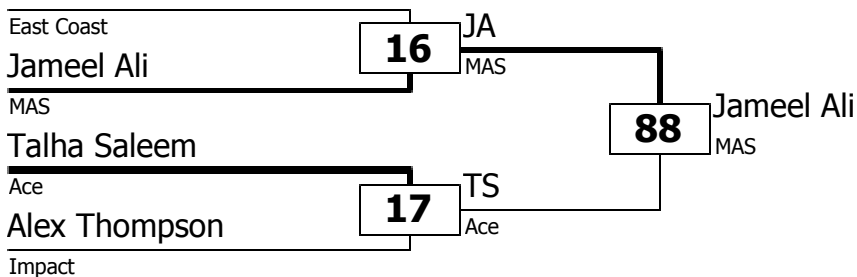 East Coast
Jameel Ali
MAS
Talha Saleem
Ace
Alex Thompson
Impact
16
JA
MAS
17
TS
Ace
88
Jameel Ali
MAS